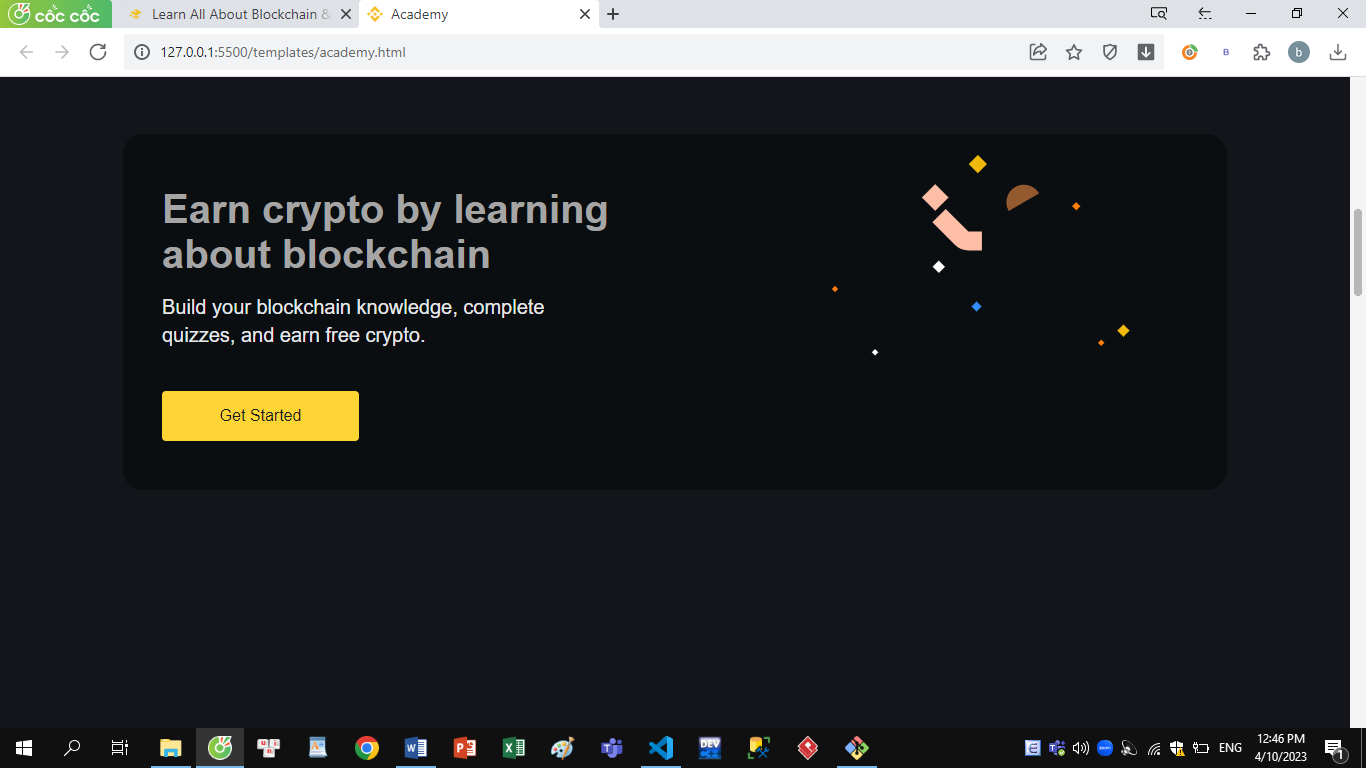 cốc cốc
Learn All About Blockchain &
Academy
127.0.0.1:5500/templates/academy.html
B
b
Earn crypto by learning
about blockchain
Build your blockchain knowledge, complete
quizzes, and earn free crypto.
Get Started
DEV
ENG
12:46 PM
4/10/2023
1